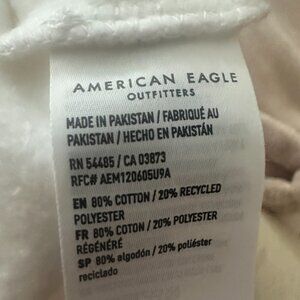 AMERICAN EAGLE
OUTFITTERS
MADE IN PAKISTAN / FABRIQUÉ AU
PAKISTAN / HECHO EN PAKISTÁN
RN 54485 / CA 03873
RFC# AEM120605U9A
EN 80% COTTON / 20% RECYCLED
POLYESTER
FR 80% COTON / 20% POLYESTER
RÉGÉNÉRÉ
SP 80% algodón / 20% poliéster
reciclado